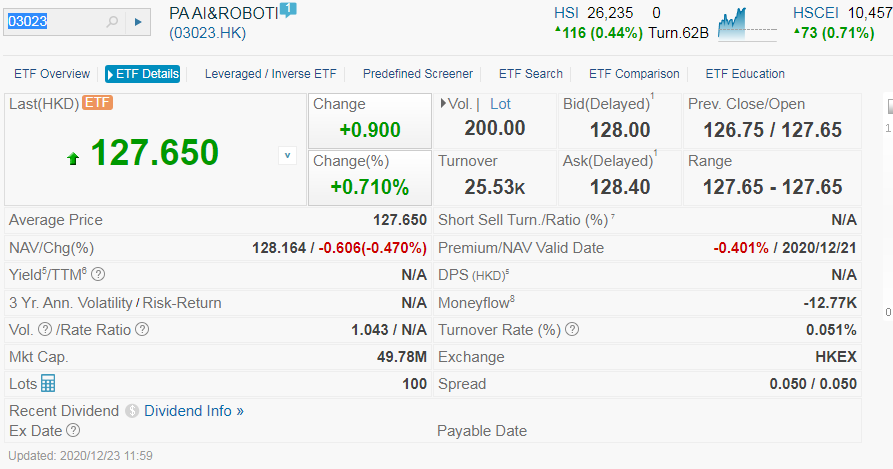 03023
PA AI&ROBOTI 1
(03023.HK)
HSI 26,235 0
116 (0.44%) Turn.62B
HSCEI 10,457
73 (0.71%)
ETF Overview ETF Details Leveraged / Inverse ETF Predefined Screener ETF Search ETF Comparison ETF Education
Last(HKD) ETF
127.650
Change
+0.900
Change(%)
+0.710%
Vol. | Lot
200.00
Bid(Delayed)1
128.00
Prev. Close/Open
126.75 / 127.65
Turnover
25.53K
Ask(Delayed)1
128.40
Range
127.65 - 127.65
Average Price 127.650 Short Sell Turn./Ratio (%) 7 N/A
NAV/Chg(%) 128.164 / -0.606(-0.470%) Premium/NAV Valid Date -0.401% / 2020/12/21
Yield5/TTM6 ? N/A DPS (HKD)5 N/A
3 Yr. Ann. Volatility / Risk-Return N/A Moneyflow8 -12.77K
Vol. ? /Rate Ratio ? 1.043 / N/A Turnover Rate (%) ? 0.051%
Mkt Cap. 49.78M Exchange HKEX
Lots 100 Spread 0.050 / 0.050
Recent Dividend $ Dividend Info »
Ex Date ? Payable Date
Updated: 2020/12/23 11:59
1
0